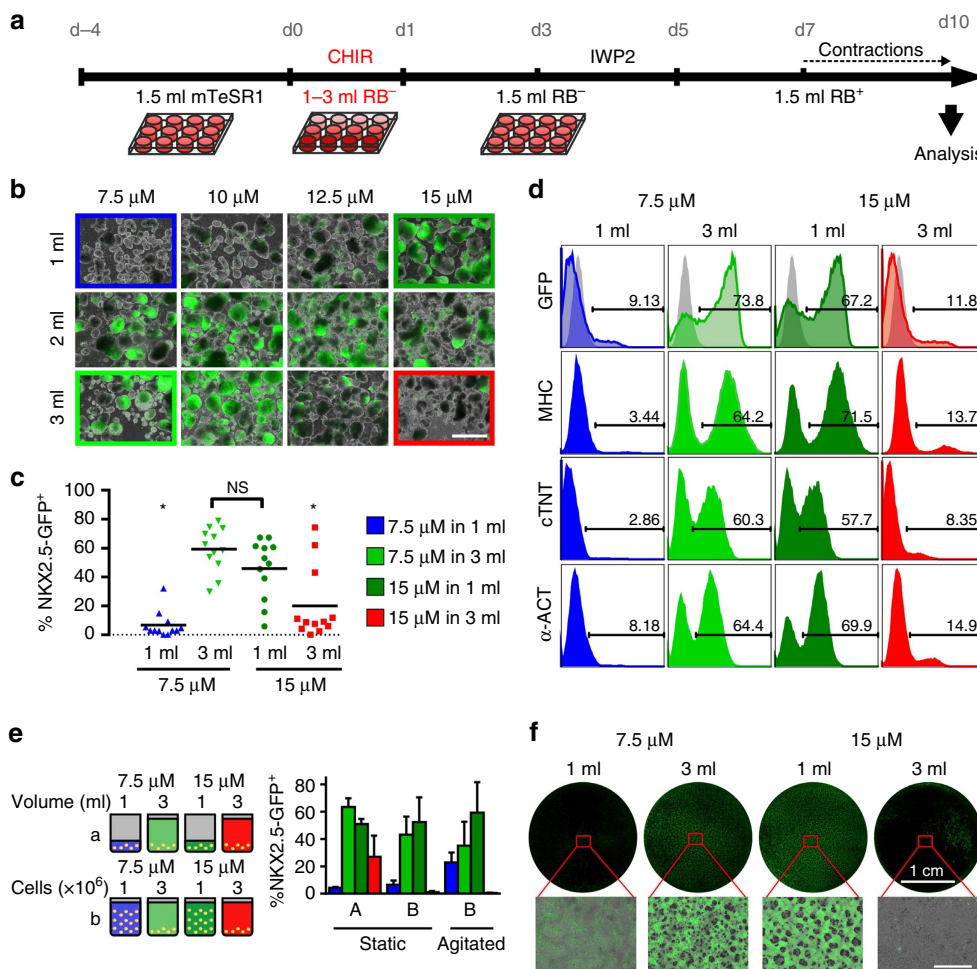 a
d–4 d0 d1 d3 d5 d7 d10
CHIR IWP2 Contractions
1.5 ml mTeSR1 1–3 ml RB⁻ 1.5 ml RB⁻ 1.5 ml RB⁺
Analysis
b
7.5 µM 10 µM 12.5 µM 15 µM
1 ml
2 ml
3 ml
c
% NKX2.5-GFP⁺
100
80
60
40
20
0
* NS *
1 ml 3 ml 1 ml 3 ml
7.5 µM 15 µM
7.5 µM in 1 ml
7.5 µM in 3 ml
15 µM in 1 ml
15 µM in 3 ml
d
7.5 µM 15 µM
1 ml 3 ml 1 ml 3 ml
GFP 9.13 73.8 67.2 11.8
MHC 3.44 64.2 71.5 13.7
cTNT 2.86 60.3 57.7 8.35
α-ACT 8.18 64.4 69.9 14.9
e
7.5 µM 15 µM
Volume (ml) 1 3 1 3
a
7.5 µM 15 µM
Cells (×10⁶) 1 3 1 3
b
%NKX2.5-GFP⁺
80
60
40
20
0
A B B
Static Agitated
f
7.5 µM 15 µM
1 ml 3 ml 1 ml 3 ml
1 cm